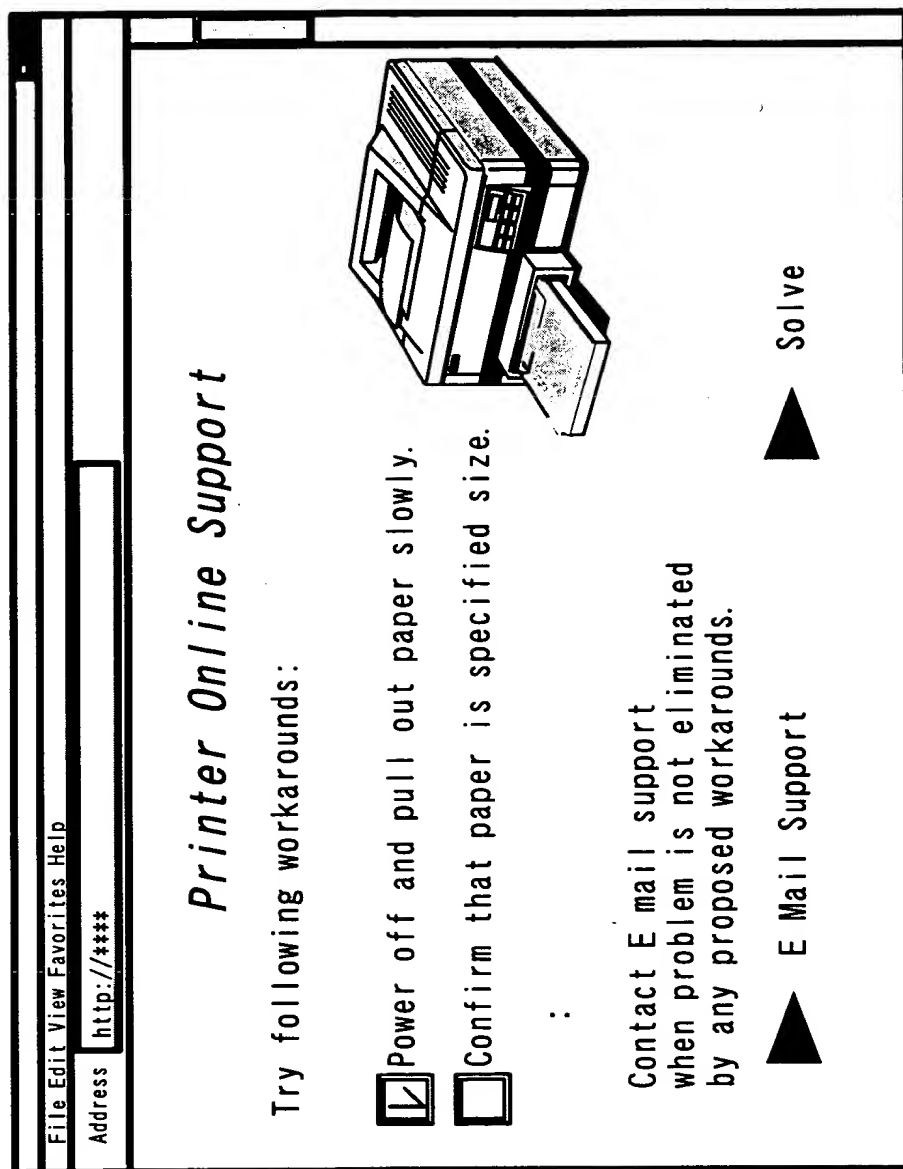 File Edit View Favorites Help
Address http://****
Printer Online Support
Try following workarounds:
Power off and pull out paper slowly.
Confirm that paper is specified size.
:
Contact E mail support
when problem is not eliminated
by any proposed workarounds.
E Mail Support
Solve